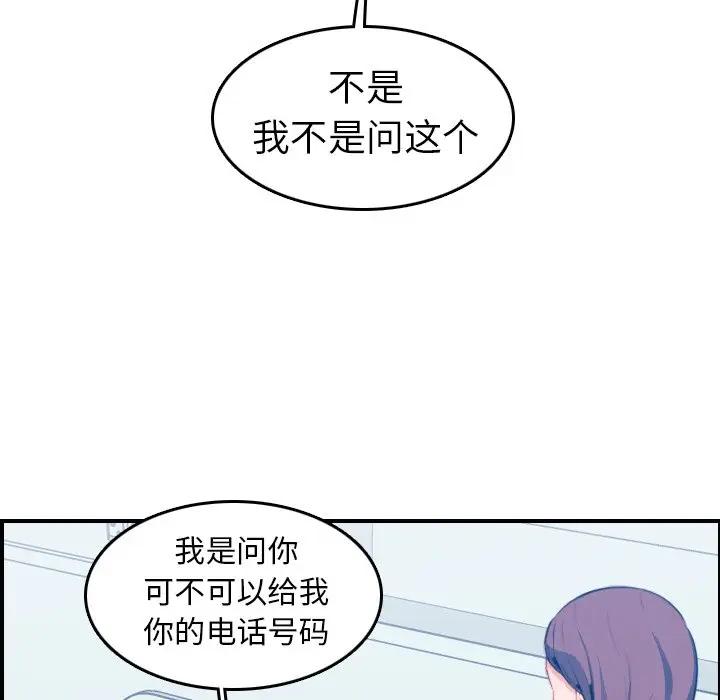 不是
我不是问这个
我是问你
可不可以给我
你的电话号码